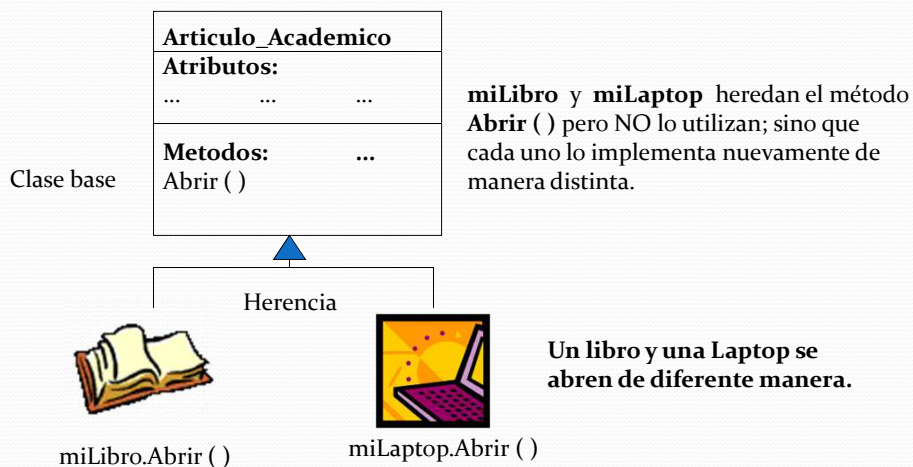 Articulo_Academico
Atributos:
... ... ...
Metodos: ...
Abrir ( )
Clase base
miLibro y miLaptop heredan el método
Abrir ( ) pero NO lo utilizan; sino que
cada uno lo implementa nuevamente de
manera distinta.
Herencia
Un libro y una Laptop se
abren de diferente manera.
miLibro.Abrir ( )
miLaptop.Abrir ( )